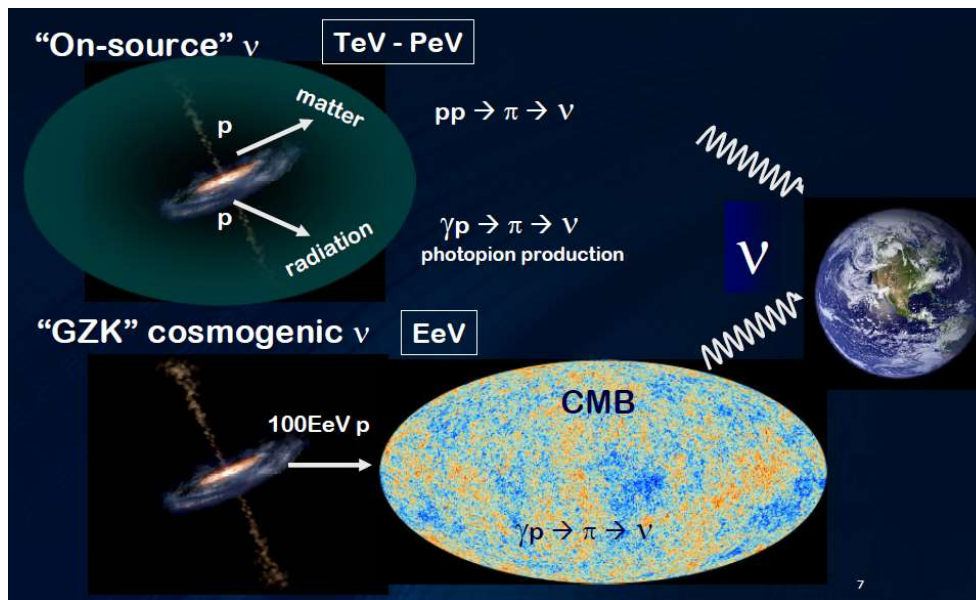 “On-source” ν
TeV - PeV
matter
p
pp → π → ν
p
radiation
γp → π → ν
photopion production
ν
“GZK” cosmogenic ν
EeV
CMB
100EeV p
γp → π → ν
7